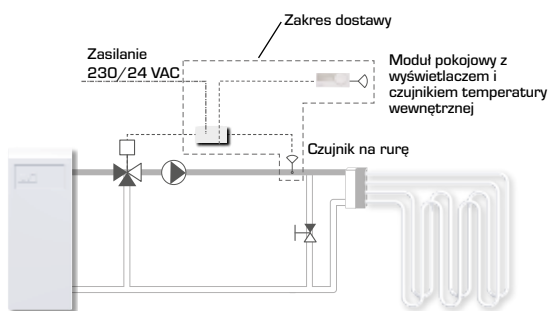 Zakres dostawy
Zasilanie
230/24 VAC
Moduł pokojowy z
wyświetlaczem i
czujnikiem temperatury
wewnętrznej
Czujnik na rurę